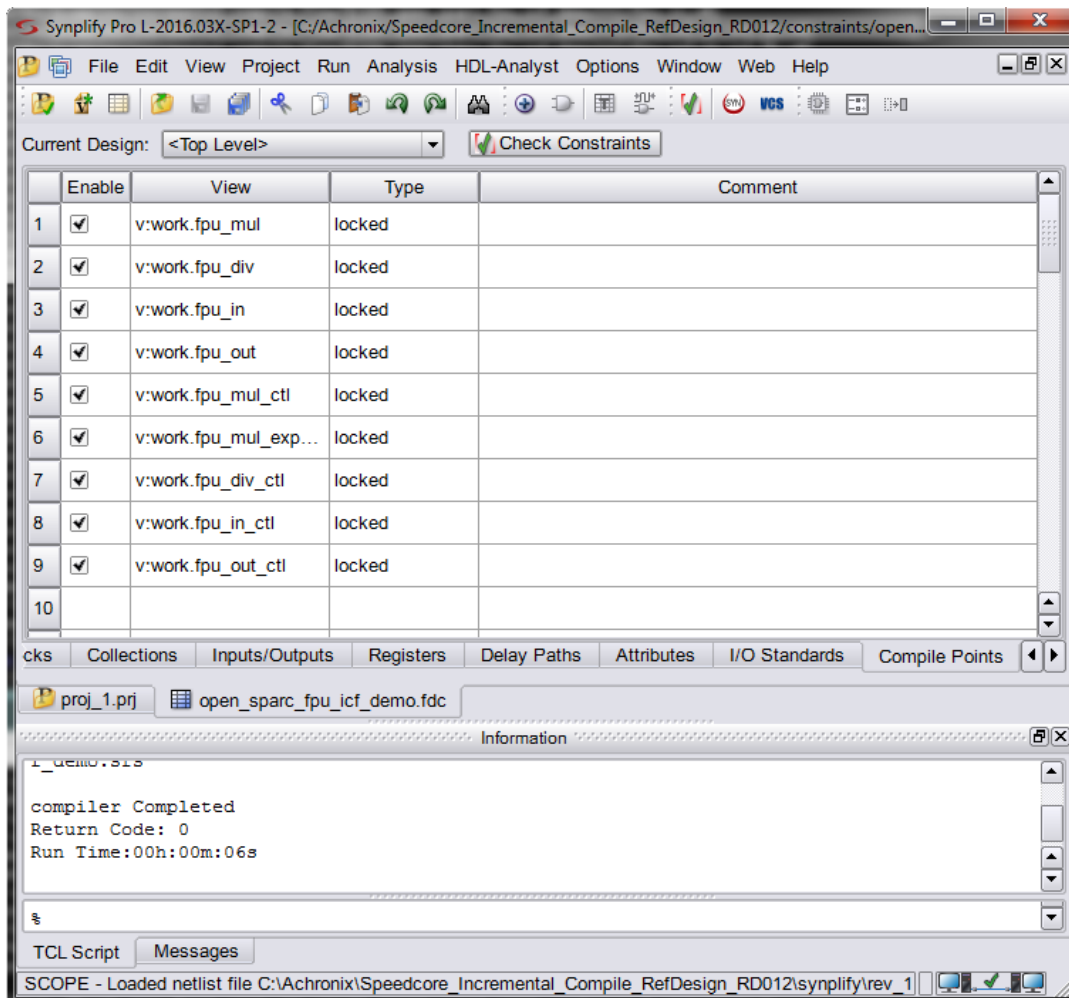 Synplify Pro L-2016.03X-SP1-2 - [C:/Achronix/Speedcore_Incremental_Compile_RefDesign_RD012/constraints/open...
File Edit View Project Run Analysis HDL-Analyst Options Window Web Help
SYN VCS
Current Design: <Top Level> Check Constraints
Enable View Type Comment
1 v:work.fpu_mul locked
2 v:work.fpu_div locked
3 v:work.fpu_in locked
4 v:work.fpu_out locked
5 v:work.fpu_mul_ctl locked
6 v:work.fpu_mul_exp... locked
7 v:work.fpu_div_ctl locked
8 v:work.fpu_in_ctl locked
9 v:work.fpu_out_ctl locked
10
cks Collections Inputs/Outputs Registers Delay Paths Attributes I/O Standards Compile Points
proj_1.prj open_sparc_fpu_icf_demo.fdc
Information
compiler Completed
Return Code: 0
Run Time:00h:00m:06s
%
TCL Script Messages
SCOPE - Loaded netlist file C:\Achronix\Speedcore_Incremental_Compile_RefDesign_RD012\synplify\rev_1